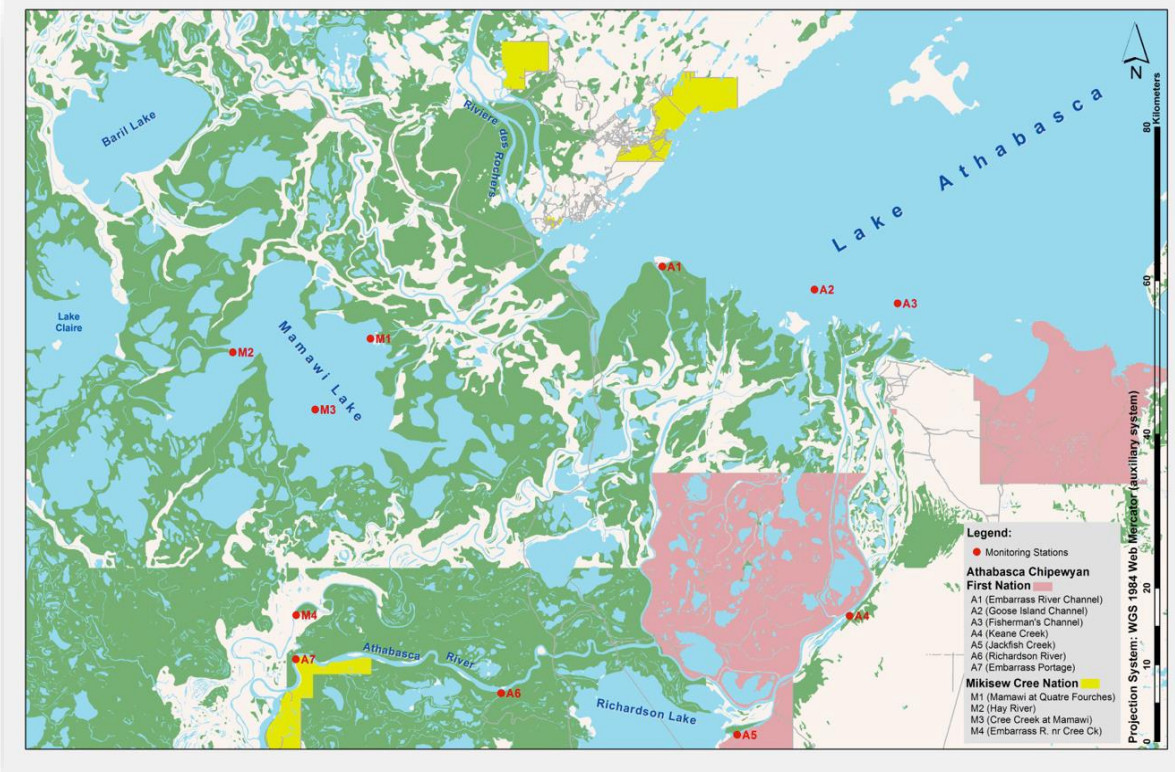 N
Baril Lake
Rivière des Rochers
Lake Athabasca
A1
A2
A3
Lake
Claire
Mamawi Lake
M1
M2
M3
M4
Athabasca River
A7
A6
A4
Richardson Lake
A5
Legend:
Monitoring Stations
Athabasca Chipewyan
First Nation
A1 (Embarrass River Channel)
A2 (Goose Island Channel)
A3 (Fisherman's Channel)
A4 (Keane Creek)
A5 (Jackfish Creek)
A6 (Richardson River)
A7 (Embarras Portage)
Mikisew Cree Nation
M1 (Mamawi at Quatre Fourches)
M2 (Hay River)
M3 (Cree Creek at Mamawi)
M4 (Embarrass R. nr Cree Ck)
Projection System: WGS 1984 Web Mercator (auxiliary system)
0 10 20 40 60 80
Kilometers